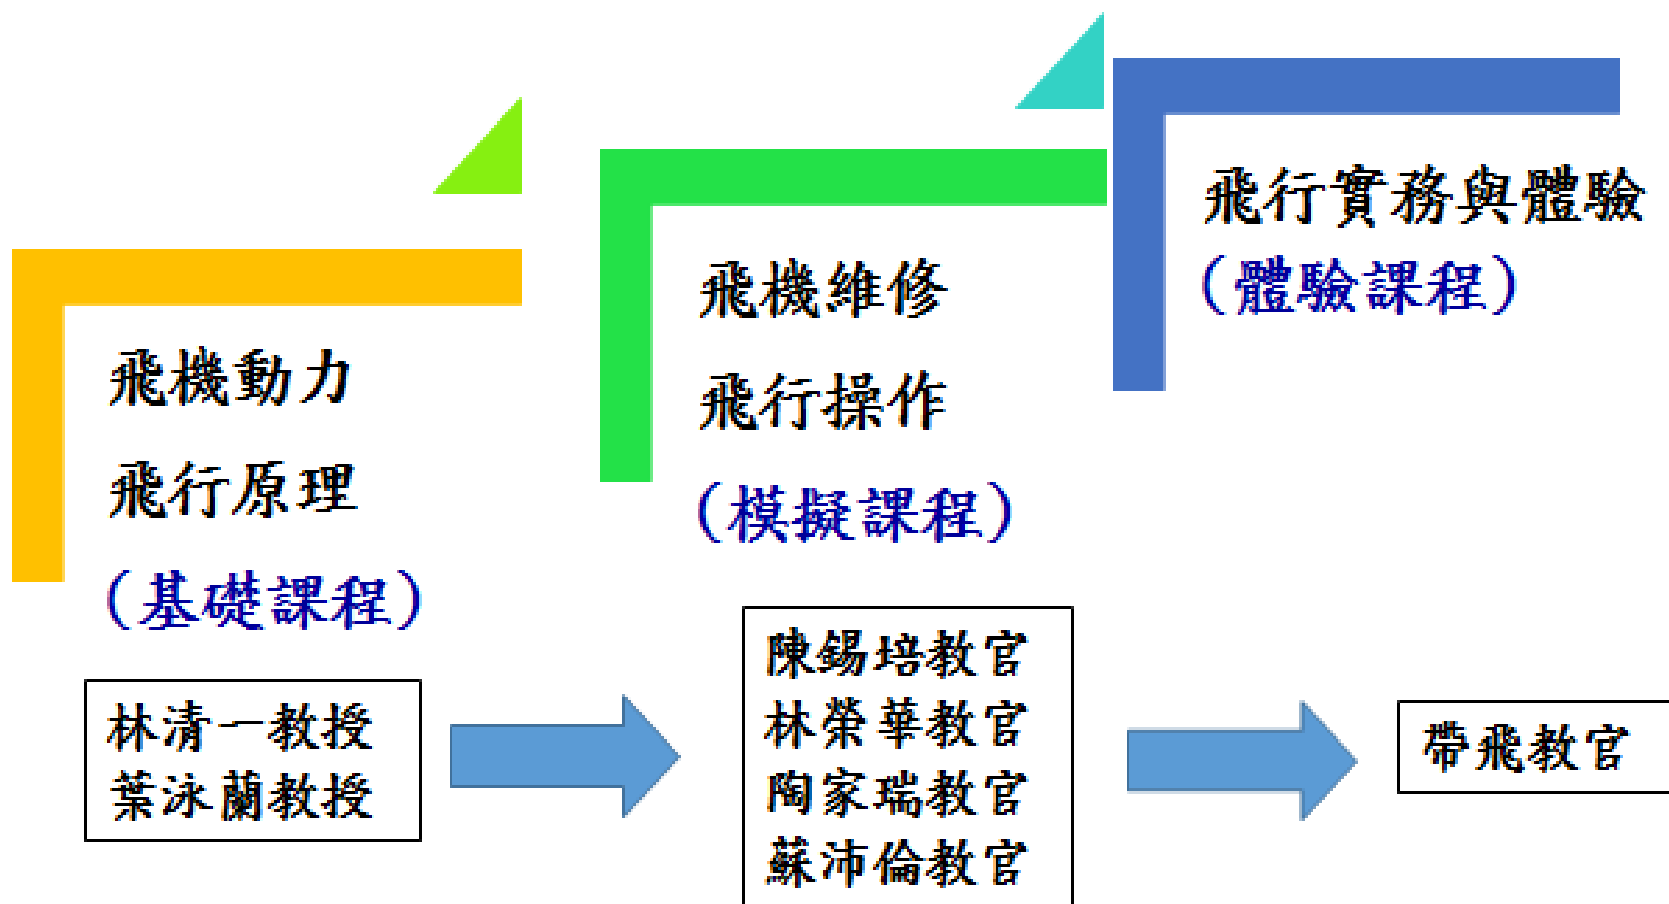 飛機動力
飛行原理
(基礎課程)
林清一教授
葉泳蘭教授
飛機維修
飛行操作
(模擬課程)
陳錫培教官
林榮華教官
陶家瑞教官
蘇沛倫教官
飛行實務與體驗
(體驗課程)
帶飛教官